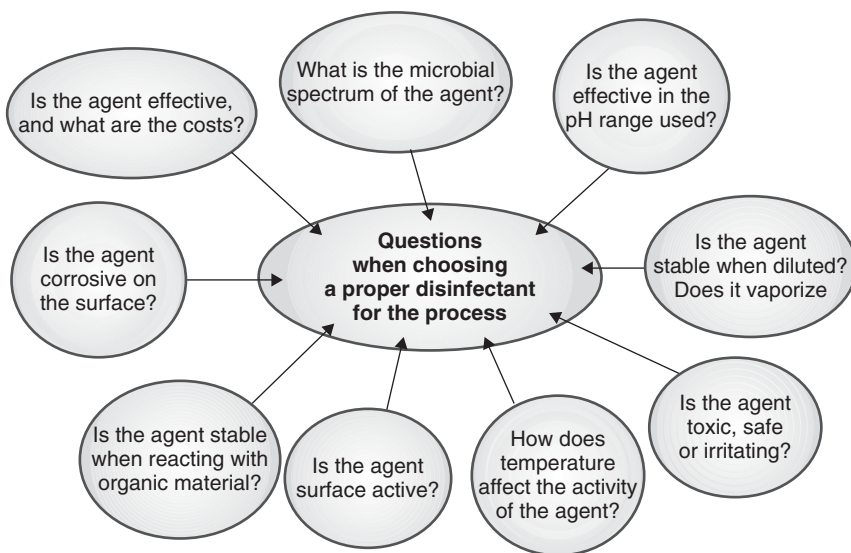 Is the agent effective,
and what are the costs?
What is the microbial
spectrum of the agent?
Is the agent
effective in the
pH range used?
Is the agent
corrosive on
the surface?
Questions
when choosing
a proper disinfectant
for the process
Is the agent
stable when diluted?
Does it vaporize
Is the agent stable
when reacting with
organic material?
Is the agent
surface active?
How does
temperature
affect the activity
of the agent?
Is the agent
toxic, safe
or irritating?